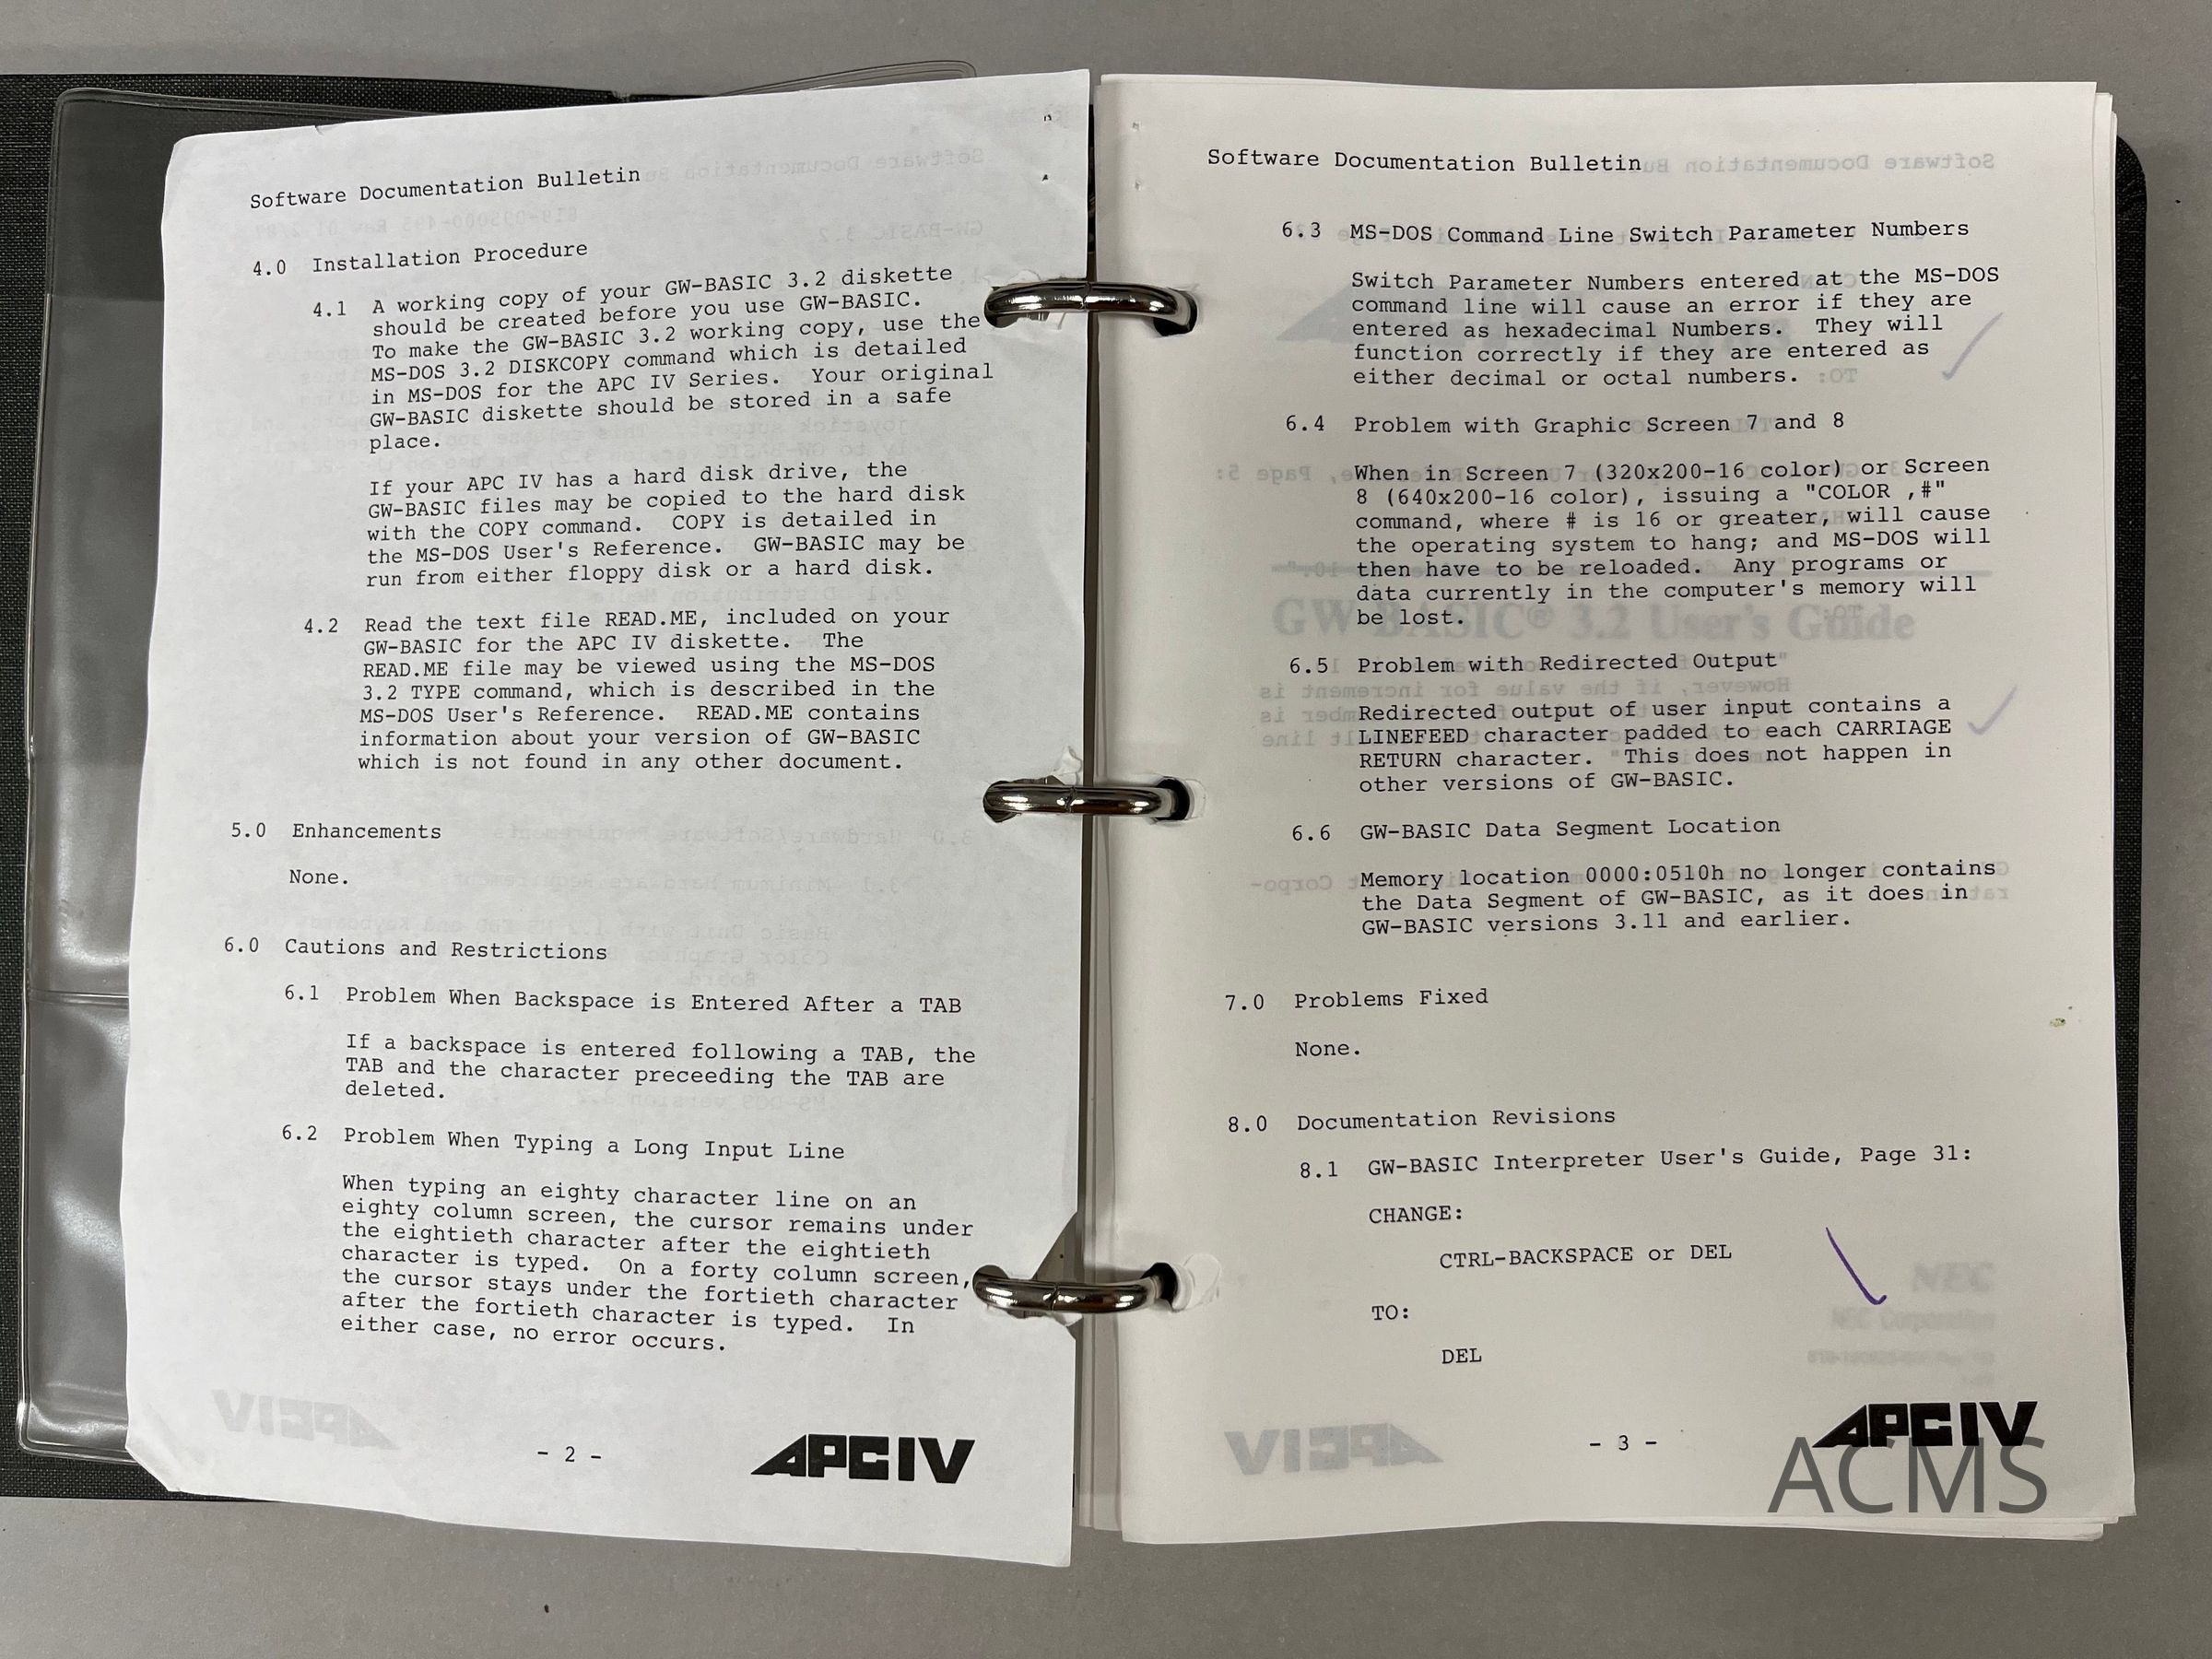 Software Documentation Bulletin
4.0 Installation Procedure
4.1 A working copy of your GW-BASIC 3.2 diskette
should be created before you use GW-BASIC.
To make the GW-BASIC 3.2 working copy, use the
MS-DOS 3.2 DISKCOPY command which is detailed
in MS-DOS for the APC IV Series. Your original
GW-BASIC diskette should be stored in a safe
place.
If your APC IV has a hard disk drive, the
GW-BASIC files may be copied to the hard disk
with the COPY command. COPY is detailed in
the MS-DOS User's Reference. GW-BASIC may be
run from either floppy disk or a hard disk.
4.2 Read the text file READ.ME, included on your
GW-BASIC for the APC IV diskette. The
READ.ME file may be viewed using the MS-DOS
3.2 TYPE command, which is described in the
MS-DOS User's Reference. READ.ME contains
information about your version of GW-BASIC
which is not found in any other document.
5.0 Enhancements
None.
6.0 Cautions and Restrictions
6.1 Problem When Backspace is Entered After a TAB
If a backspace is entered following a TAB, the
TAB and the character preceeding the TAB are
deleted.
6.2 Problem When Typing a Long Input Line
When typing an eighty character line on an
eighty column screen, the cursor remains under
the eightieth character after the eightieth
character is typed. On a forty column screen,
the cursor stays under the fortieth character
after the fortieth character is typed. In
either case, no error occurs.
- 2 -
APC IV
Software Documentation Bulletin
6.3 MS-DOS Command Line Switch Parameter Numbers
Switch Parameter Numbers entered at the MS-DOS
command line will cause an error if they are
entered as hexadecimal Numbers. They will
function correctly if they are entered as
either decimal or octal numbers.
6.4 Problem with Graphic Screen 7 and 8
When in Screen 7 (320x200-16 color) or Screen
8 (640x200-16 color), issuing a "COLOR ,#"
command, where # is 16 or greater, will cause
the operating system to hang; and MS-DOS will
then have to be reloaded. Any programs or
data currently in the computer's memory will
be lost.
6.5 Problem with Redirected Output
Redirected output of user input contains a
LINEFEED character padded to each CARRIAGE
RETURN character. This does not happen in
other versions of GW-BASIC.
6.6 GW-BASIC Data Segment Location
Memory location 0000:0510h no longer contains
the Data Segment of GW-BASIC, as it does in
GW-BASIC versions 3.11 and earlier.
7.0 Problems Fixed
None.
8.0 Documentation Revisions
8.1 GW-BASIC Interpreter User's Guide, Page 31:
CHANGE:
CTRL-BACKSPACE or DEL
TO:
DEL
- 3 -
APC IV
ACMS